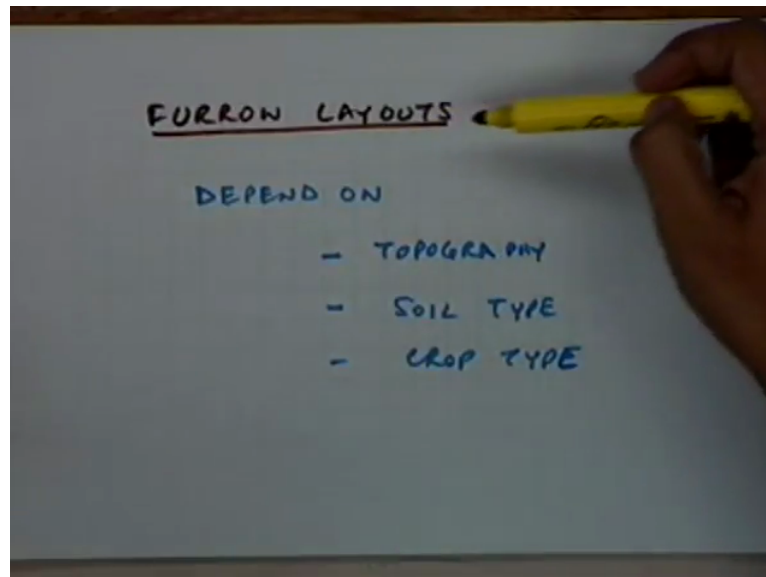 FURROW LAYOUTS
DEPEND ON
- TOPOGRAPHY
- SOIL TYPE
- CROP TYPE